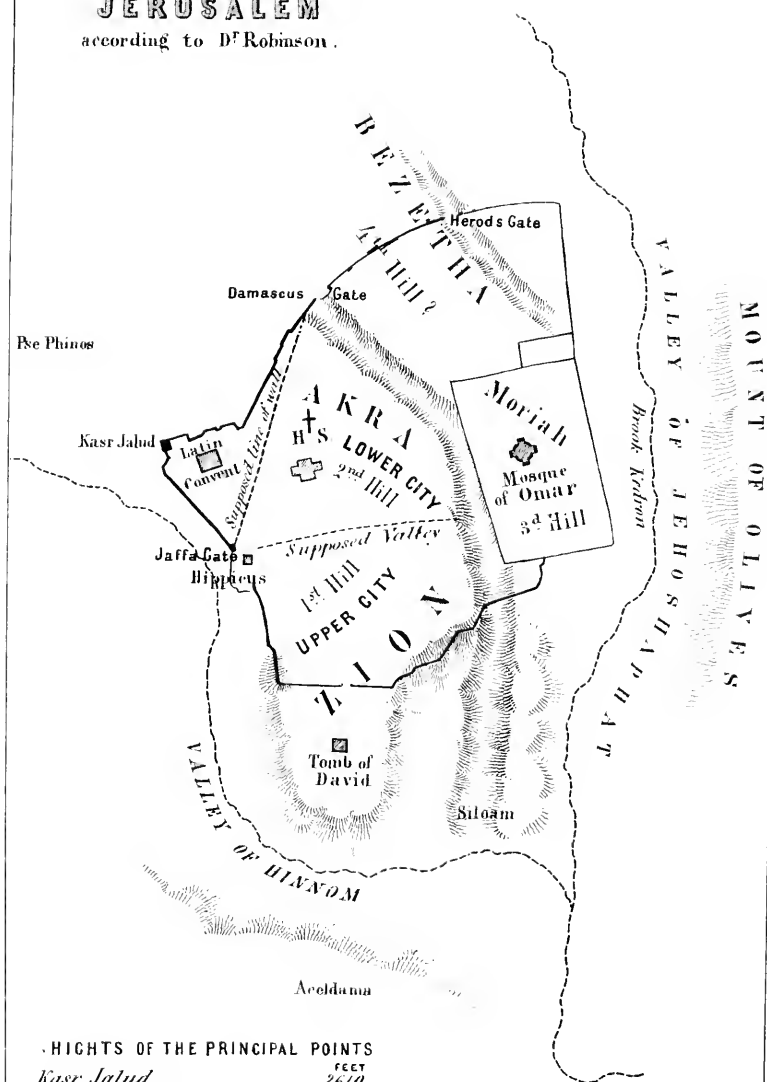 JERUSALEM
according to Dr Robinson.
BEZETHA
4th Hill?
Herods Gate
Damascus Gate
VALLEY OF JEHOSHAPHAT
MOUNT OF OLIVES
Pse Phinos
Supposed line of wall
AKRA
H S
LOWER CITY
2nd Hill
Moriah
Mosque
of Omar
3d Hill
Brook Kedron
Kasr Jalud
Latin
Convent
Supposed Valley
Jaffa Gate
Hippicus
1st Hill
UPPER CITY
ZION
Tomb of
David
Siloam
VALLEY OF HINNOM
Aceldama
HIGHTS OF THE PRINCIPAL POINTS
FEET
Kasr Jalud 2610